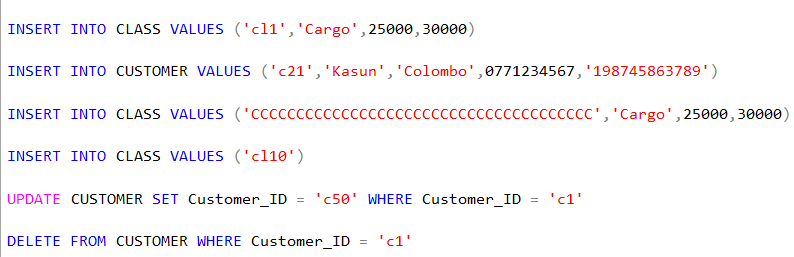 INSERT INTO CLASS VALUES ('cl1','Cargo',25000,30000)
INSERT INTO CUSTOMER VALUES ('c21','Kasun','Colombo',0771234567,'198745863789')
INSERT INTO CLASS VALUES ('CCCCCCCCCCCCCCCCCCCCCCCCCCCCCCCCCCCCCC','Cargo',25000,30000)
INSERT INTO CLASS VALUES ('cl10')
UPDATE CUSTOMER SET Customer_ID = 'c50' WHERE Customer_ID = 'c1'
DELETE FROM CUSTOMER WHERE Customer_ID = 'c1'